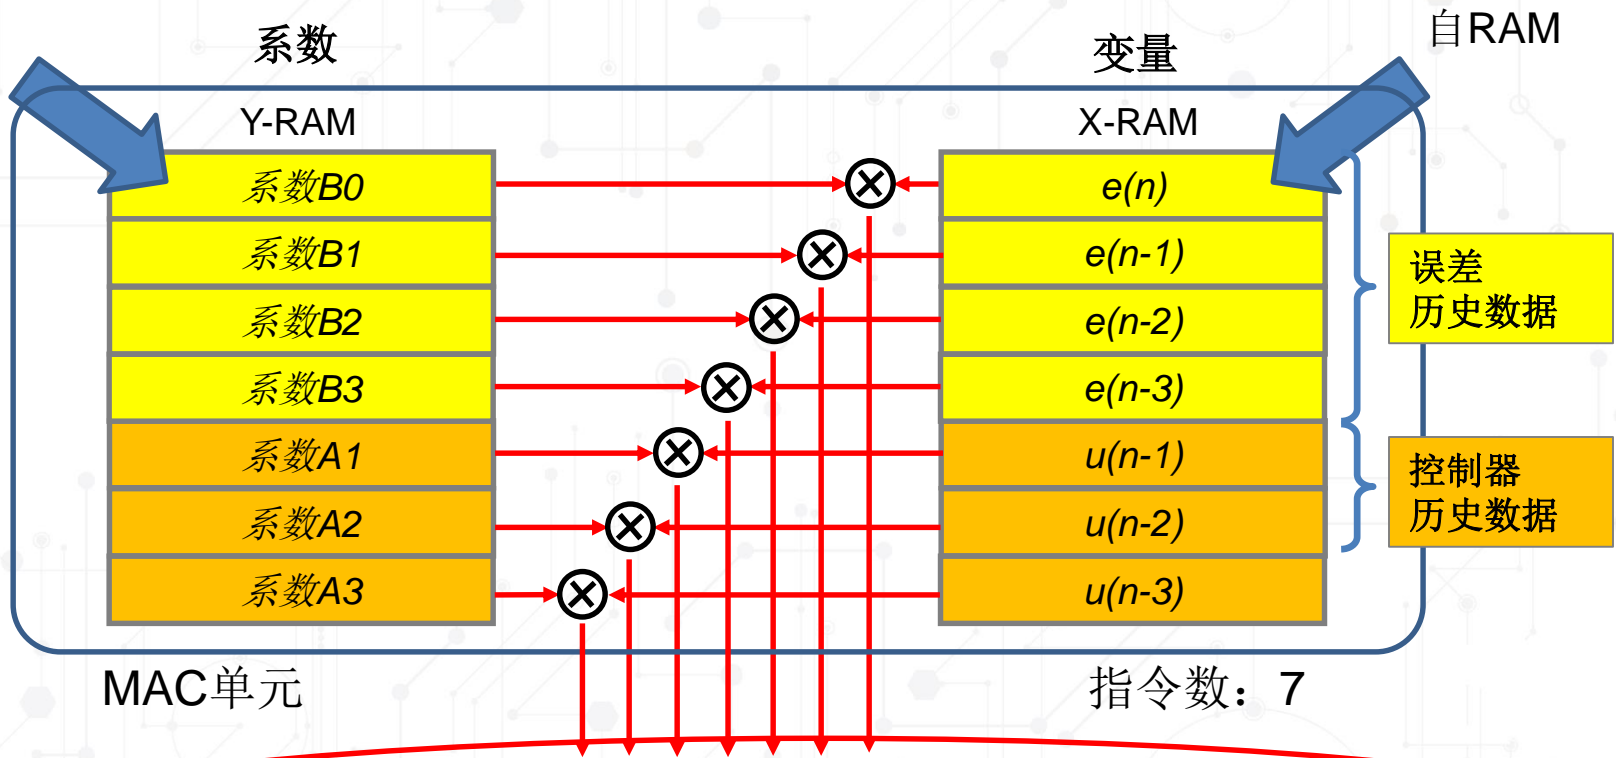 自RAM
系数
变量
Y-RAM
X-RAM
系数B0
e(n)
系数B1
e(n-1)
系数B2
e(n-2)
系数B3
e(n-3)
系数A1
u(n-1)
系数A2
u(n-2)
系数A3
u(n-3)
误差
历史数据
控制器
历史数据
MAC单元
指令数：7